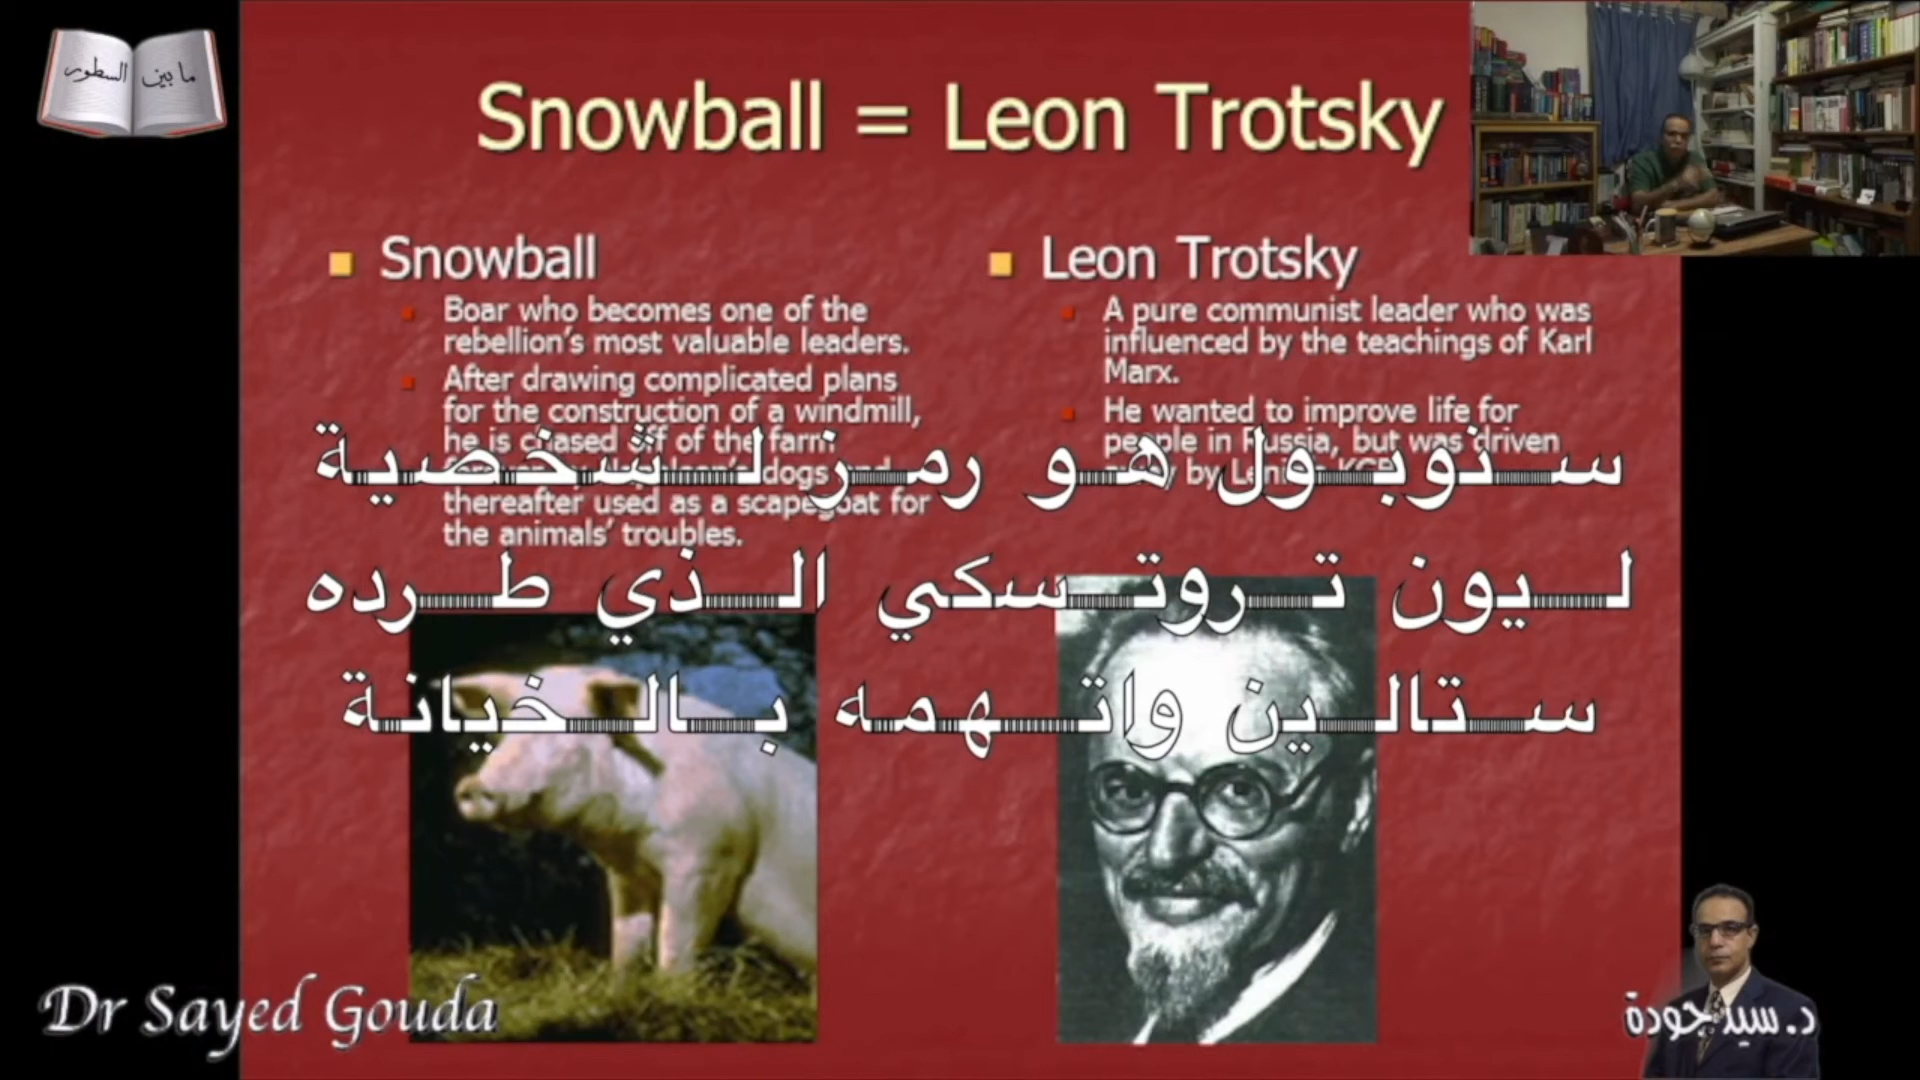 ما بين السطور
Snowball = Leon Trotsky
Snowball
Boar who becomes one of the
rebellion's most valuable leaders.
After drawing complicated plans
for the construction of a windmill,
he is chased off of the farm
dogs and
thereafter used as a scapegoat for
the animals' troubles.
Leon Trotsky
A pure communist leader who was
influenced by the teachings of Karl
Marx.
He wanted to improve life for
people in Russia, but was driven
by
سنوبول هو رمز لشخصية
ليون تروتسكي الذي طرده
ستالين واتهمه بالخيانة
Dr Sayed Gouda
د. سيد جودة